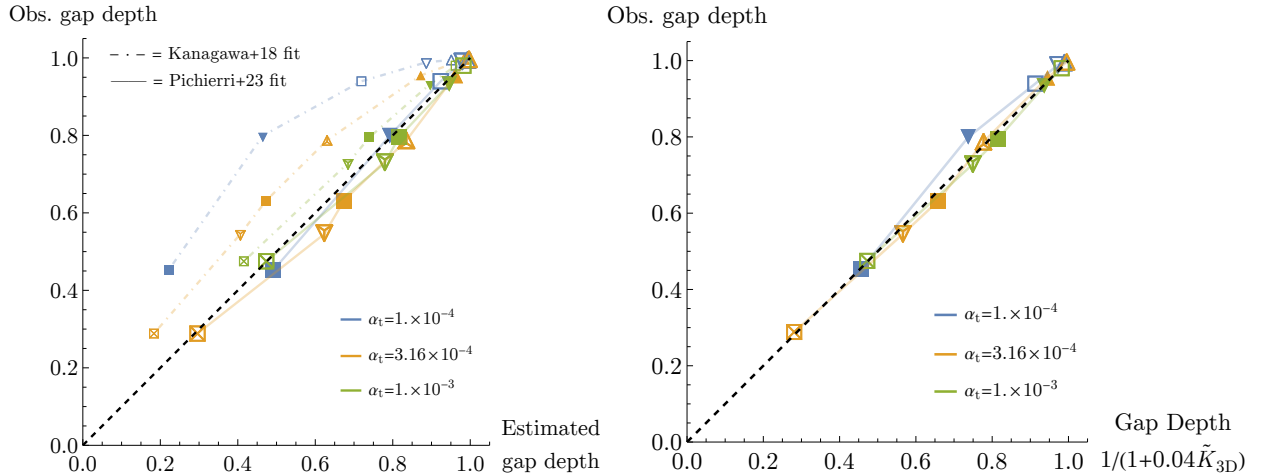 Obs. gap depth
= Kanagawa+18 fit
= Pichierri+23 fit
1.0
0.8
0.6
0.4
0.2
0.0
0.0 0.2 0.4 0.6 0.8 1.0
αt=1.×10⁻⁴
αt=3.16×10⁻⁴
αt=1.×10⁻³
Estimated
gap depth
Obs. gap depth
1.0
0.8
0.6
0.4
0.2
0.0
0 0.2 0.4 0.6 0.8 1.0
αt=1.×10⁻⁴
αt=3.16×10⁻⁴
αt=1.×10⁻³
Gap Depth
1/(1+0.04K̃3D)